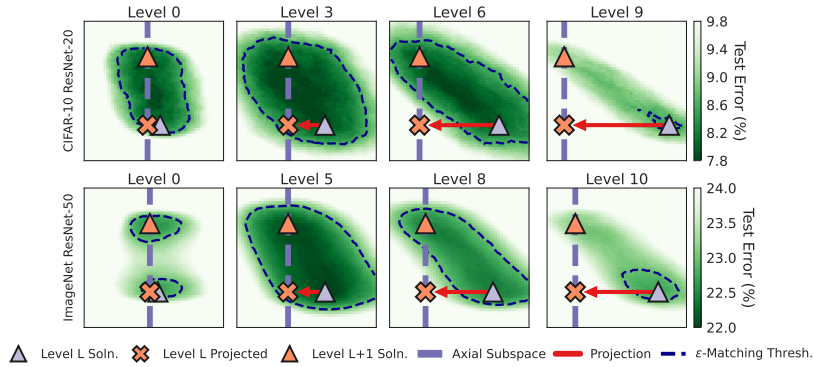 Level 0
Level 3
Level 6
Level 9
CIFAR-10 ResNet-20
9.8
9.4
9.0
8.6
8.2
7.8
Test Error (%)
Level 0
Level 5
Level 8
Level 10
ImageNet ResNet-50
24.0
23.5
23.0
22.5
22.0
Test Error (%)
Level L Soln.
Level L Projected
Level L+1 Soln.
Axial Subspace
Projection
ε-Matching Thresh.